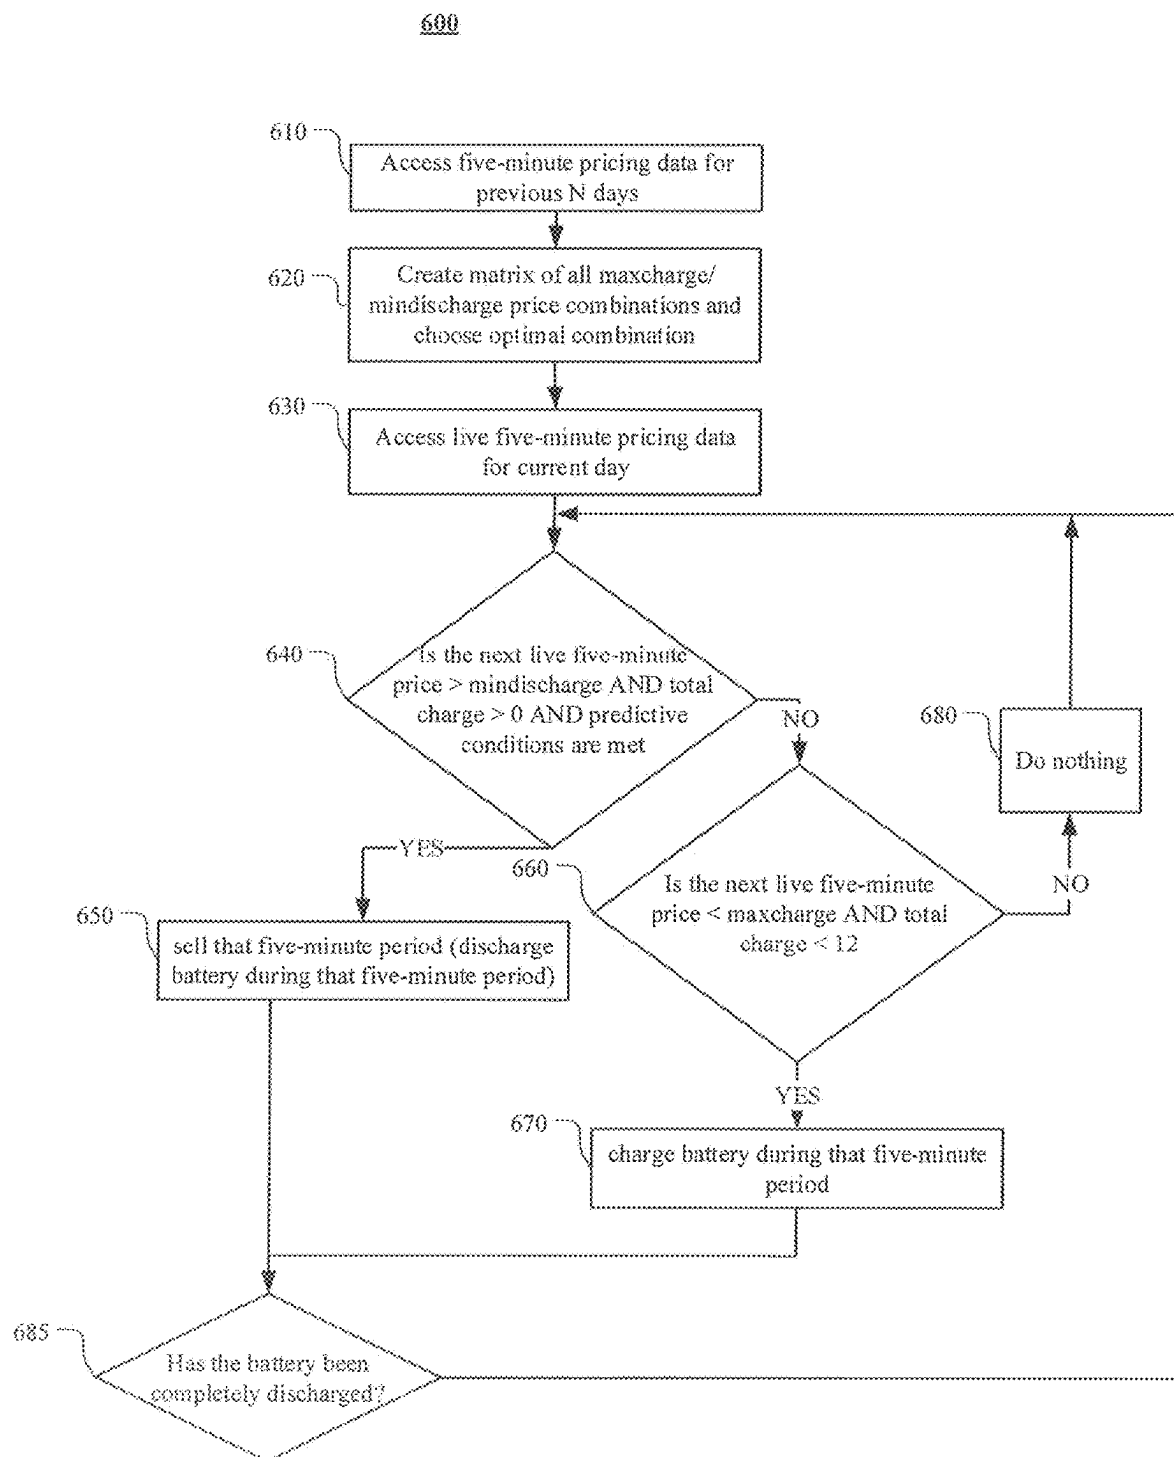 600
610
Access five-minute pricing data for
previous N days
620
Create matrix of all maxcharge/
mindischarge price combinations and
choose optimal combination
630
Access live five-minute pricing data
for current day
640
Is the next live five-minute
price > mindischarge AND total
charge > 0 AND predictive
conditions are met
NO
680
Do nothing
YES
660
Is the next live five-minute
price < maxcharge AND total
charge < 12
NO
650
sell that five-minute period (discharge
battery during that five-minute period)
YES
670
charge battery during that five-minute
period
685
Has the battery been
completely discharged?